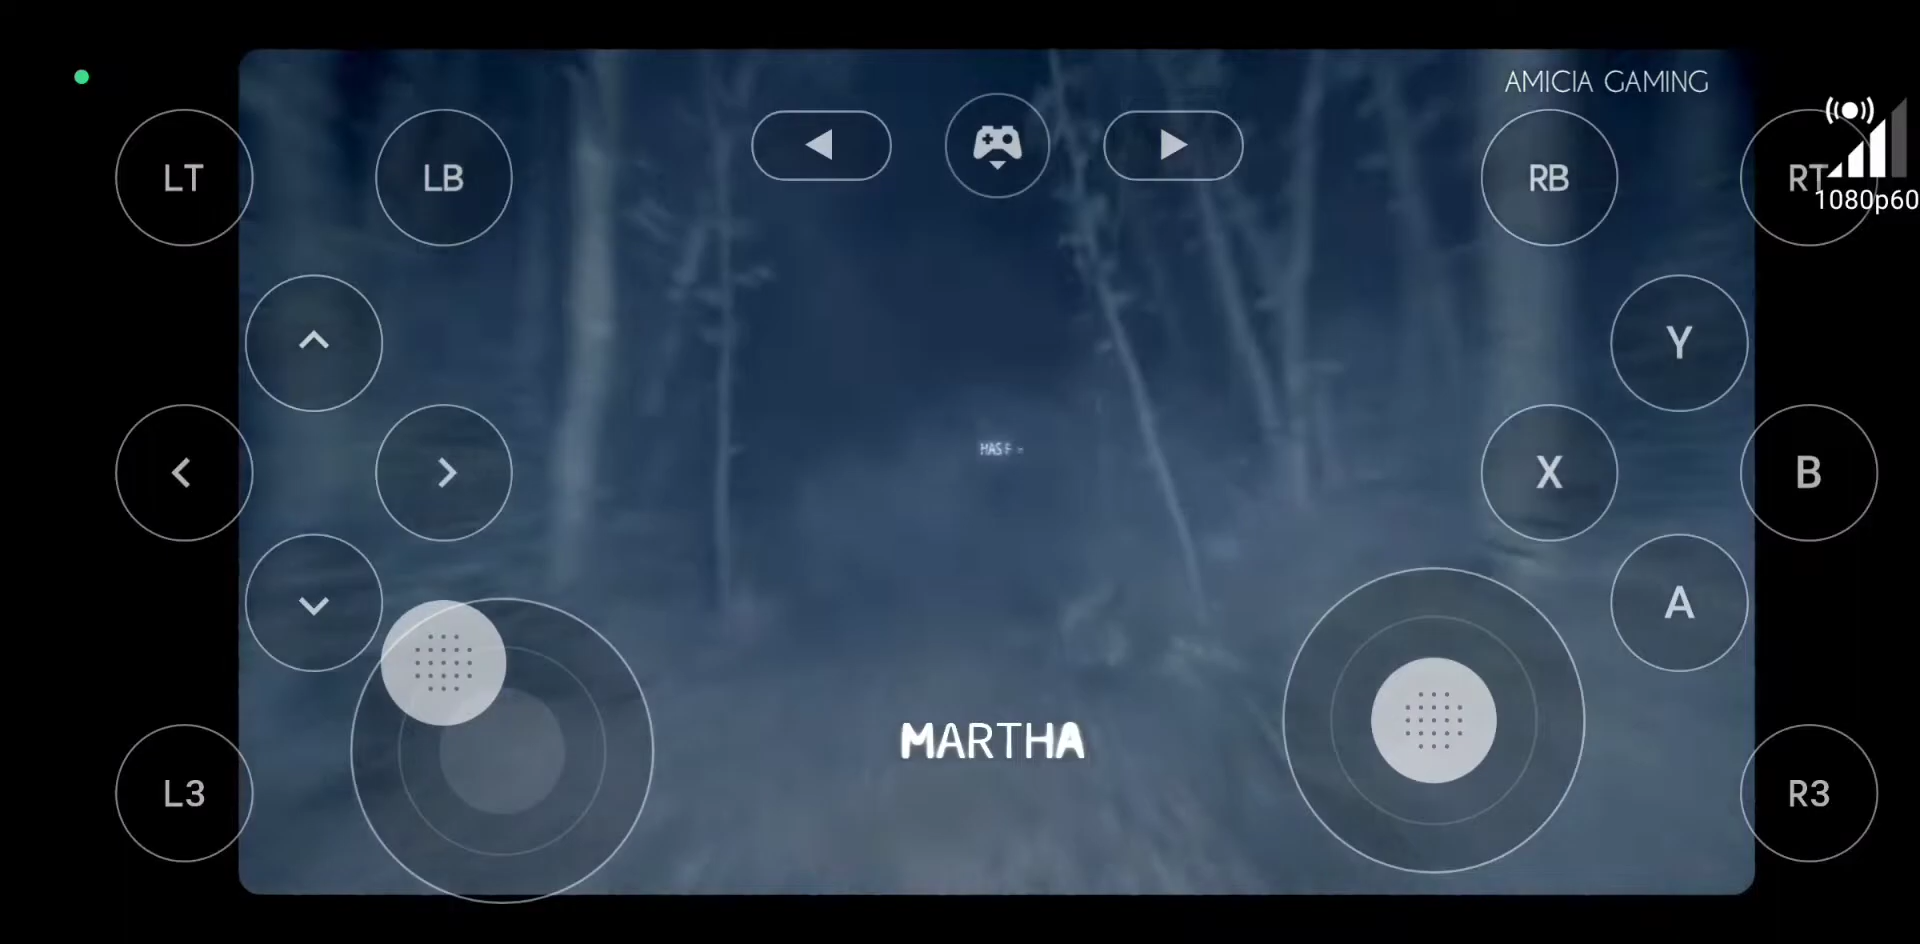 AMICIA GAMING
LT
LB
RB
RT
1080p60
Y
X
B
A
MARTHA
L3
R3